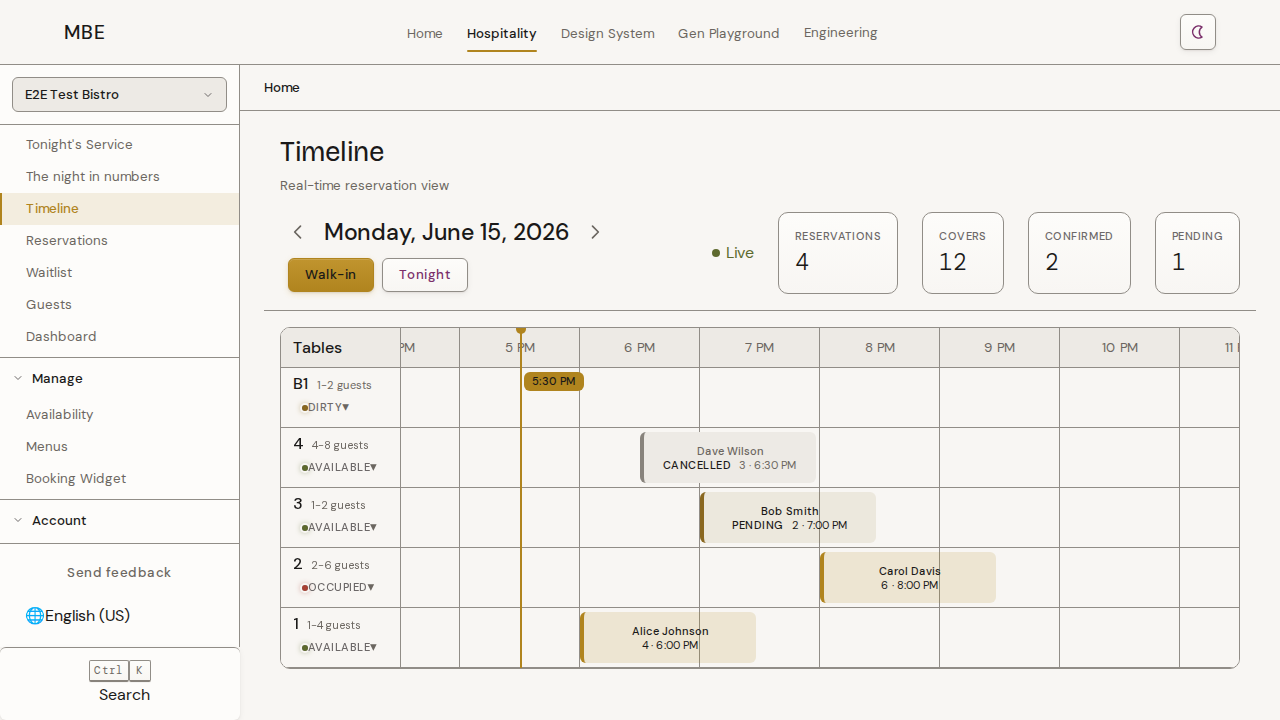 MBE
Home Hospitality Design System Gen Playground Engineering
E2E Test Bistro
Tonight's Service
The night in numbers
Timeline
Reservations
Waitlist
Guests
Dashboard
Manage
Availability
Menus
Booking Widget
Account
Send feedback
English (US)
Ctrl K
Search
Home
Timeline
Real-time reservation view
Monday, June 15, 2026
Walk-in Tonight
Live
RESERVATIONS
4
COVERS
12
CONFIRMED
2
PENDING
1
Tables PM 5 PM 6 PM 7 PM 8 PM 9 PM 10 PM 11
B1 1-2 guests
DIRTY▾
5:30 PM
4 4-8 guests
AVAILABLE▾
Dave Wilson
CANCELLED 3 · 6:30 PM
3 1-2 guests
AVAILABLE▾
Bob Smith
PENDING 2 · 7:00 PM
2 2-6 guests
OCCUPIED▾
Carol Davis
6 · 8:00 PM
1 1-4 guests
AVAILABLE▾
Alice Johnson
4 · 6:00 PM